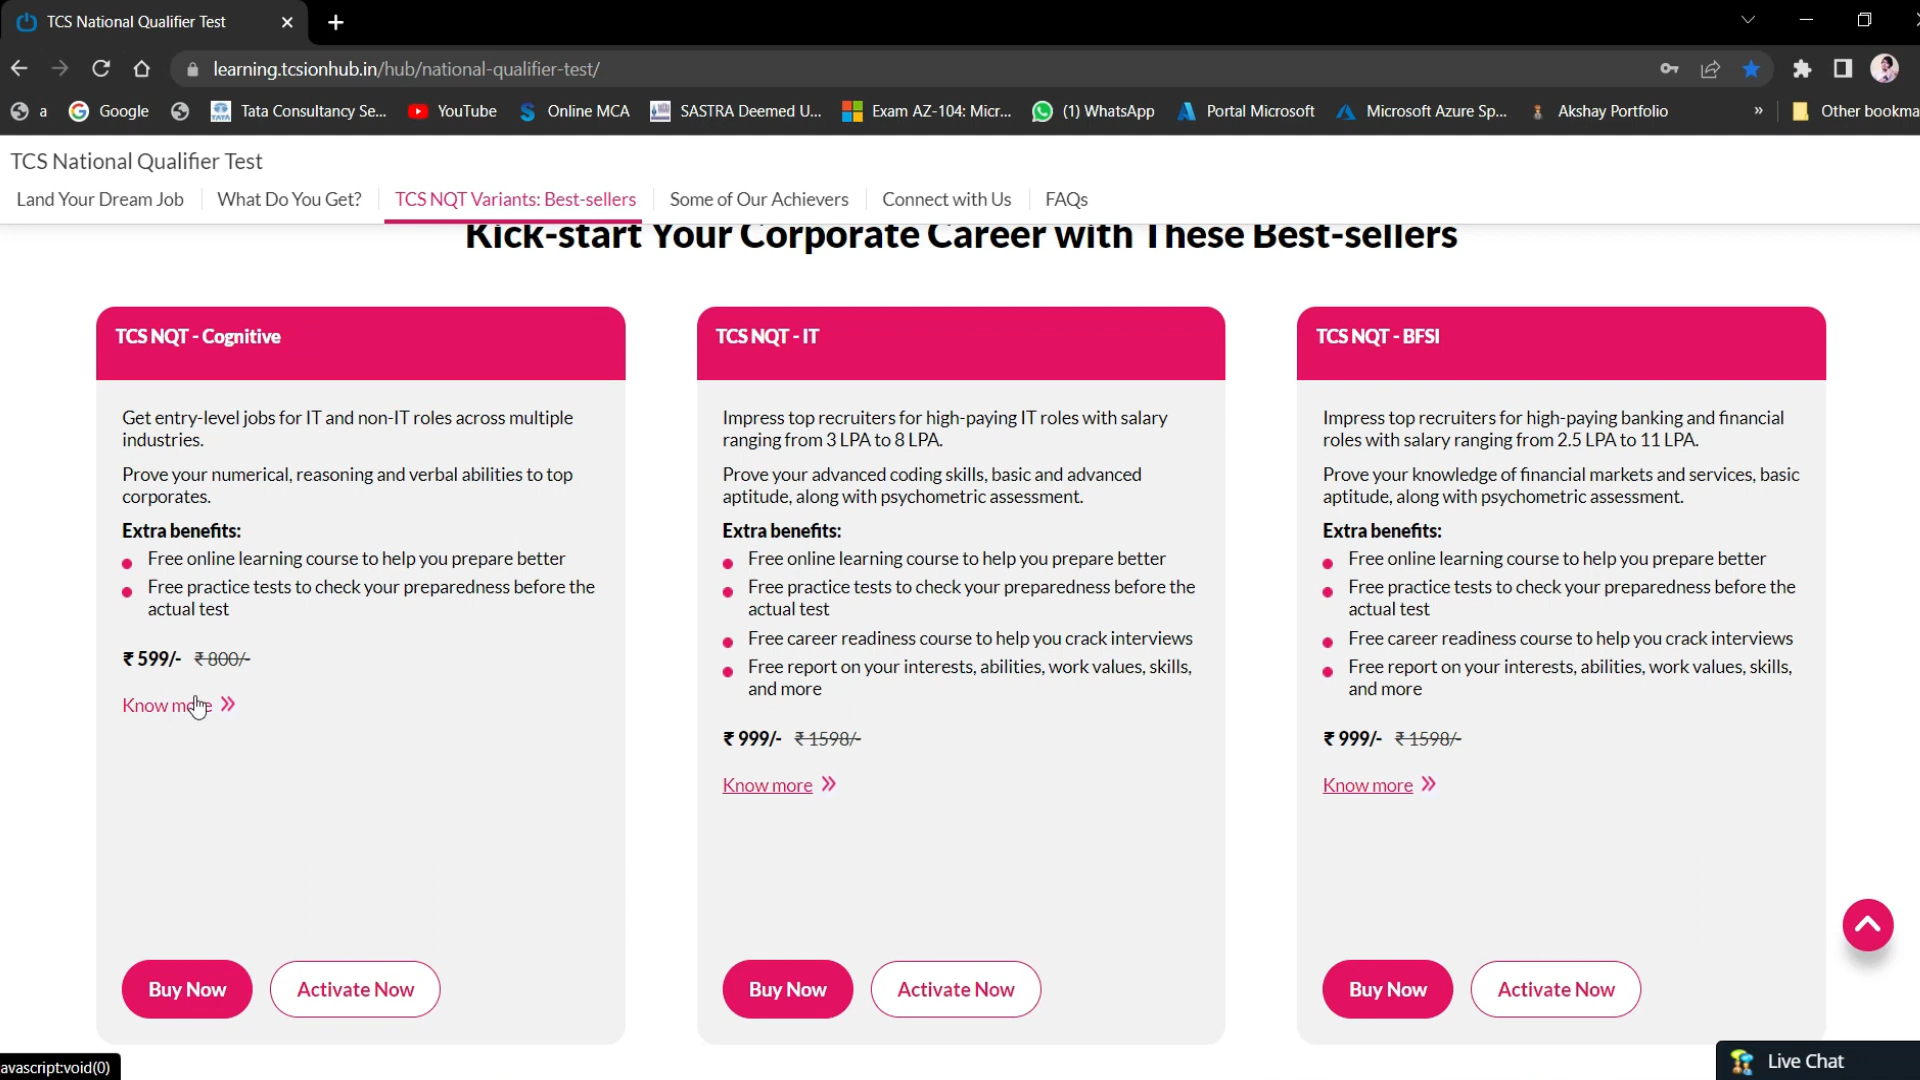 TCS National Qualifier Test
learning.tcsionhub.in/hub/national-qualifier-test/
a
Google
Tata Consultancy Se...
YouTube
Online MCA
SASTRA Deemed U...
Exam AZ-104: Micr...
(1) WhatsApp
Portal Microsoft
Microsoft Azure Sp...
Akshay Portfolio
»
Other bookma
TCS National Qualifier Test
Land Your Dream Job
What Do You Get?
TCS NQT Variants: Best-sellers
Some of Our Achievers
Connect with Us
FAQs
Kick-start Your Corporate Career with These Best-sellers
TCS NQT - Cognitive
Get entry-level jobs for IT and non-IT roles across multiple
industries.
Prove your numerical, reasoning and verbal abilities to top
corporates.
Extra benefits:
Free online learning course to help you prepare better
Free practice tests to check your preparedness before the
actual test
₹ 599/- ₹ 800/-
Know more »
Buy Now
Activate Now
TCS NQT - IT
Impress top recruiters for high-paying IT roles with salary
ranging from 3 LPA to 8 LPA.
Prove your advanced coding skills, basic and advanced
aptitude, along with psychometric assessment.
Extra benefits:
Free online learning course to help you prepare better
Free practice tests to check your preparedness before the
actual test
Free career readiness course to help you crack interviews
Free report on your interests, abilities, work values, skills,
and more
₹ 999/- ₹ 1598/-
Know more »
Buy Now
Activate Now
TCS NQT - BFSI
Impress top recruiters for high-paying banking and financial
roles with salary ranging from 2.5 LPA to 11 LPA.
Prove your knowledge of financial markets and services, basic
aptitude, along with psychometric assessment.
Extra benefits:
Free online learning course to help you prepare better
Free practice tests to check your preparedness before the
actual test
Free career readiness course to help you crack interviews
Free report on your interests, abilities, work values, skills,
and more
₹ 999/- ₹ 1598/-
Know more »
Buy Now
Activate Now
avascript:void(0)
Live Chat